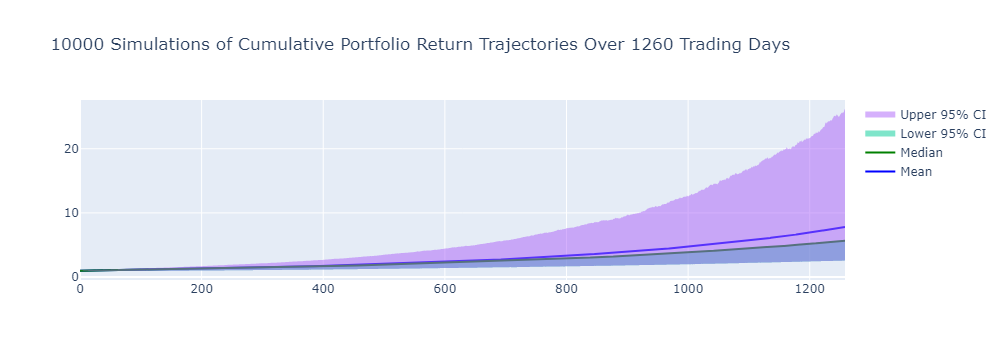 10000 Simulations of Cumulative Portfolio Return Trajectories Over 1260 Trading Days
Upper 95% CI
Lower 95% CI
Median
Mean
20
10
0
0
200
400
600
800
1000
1200